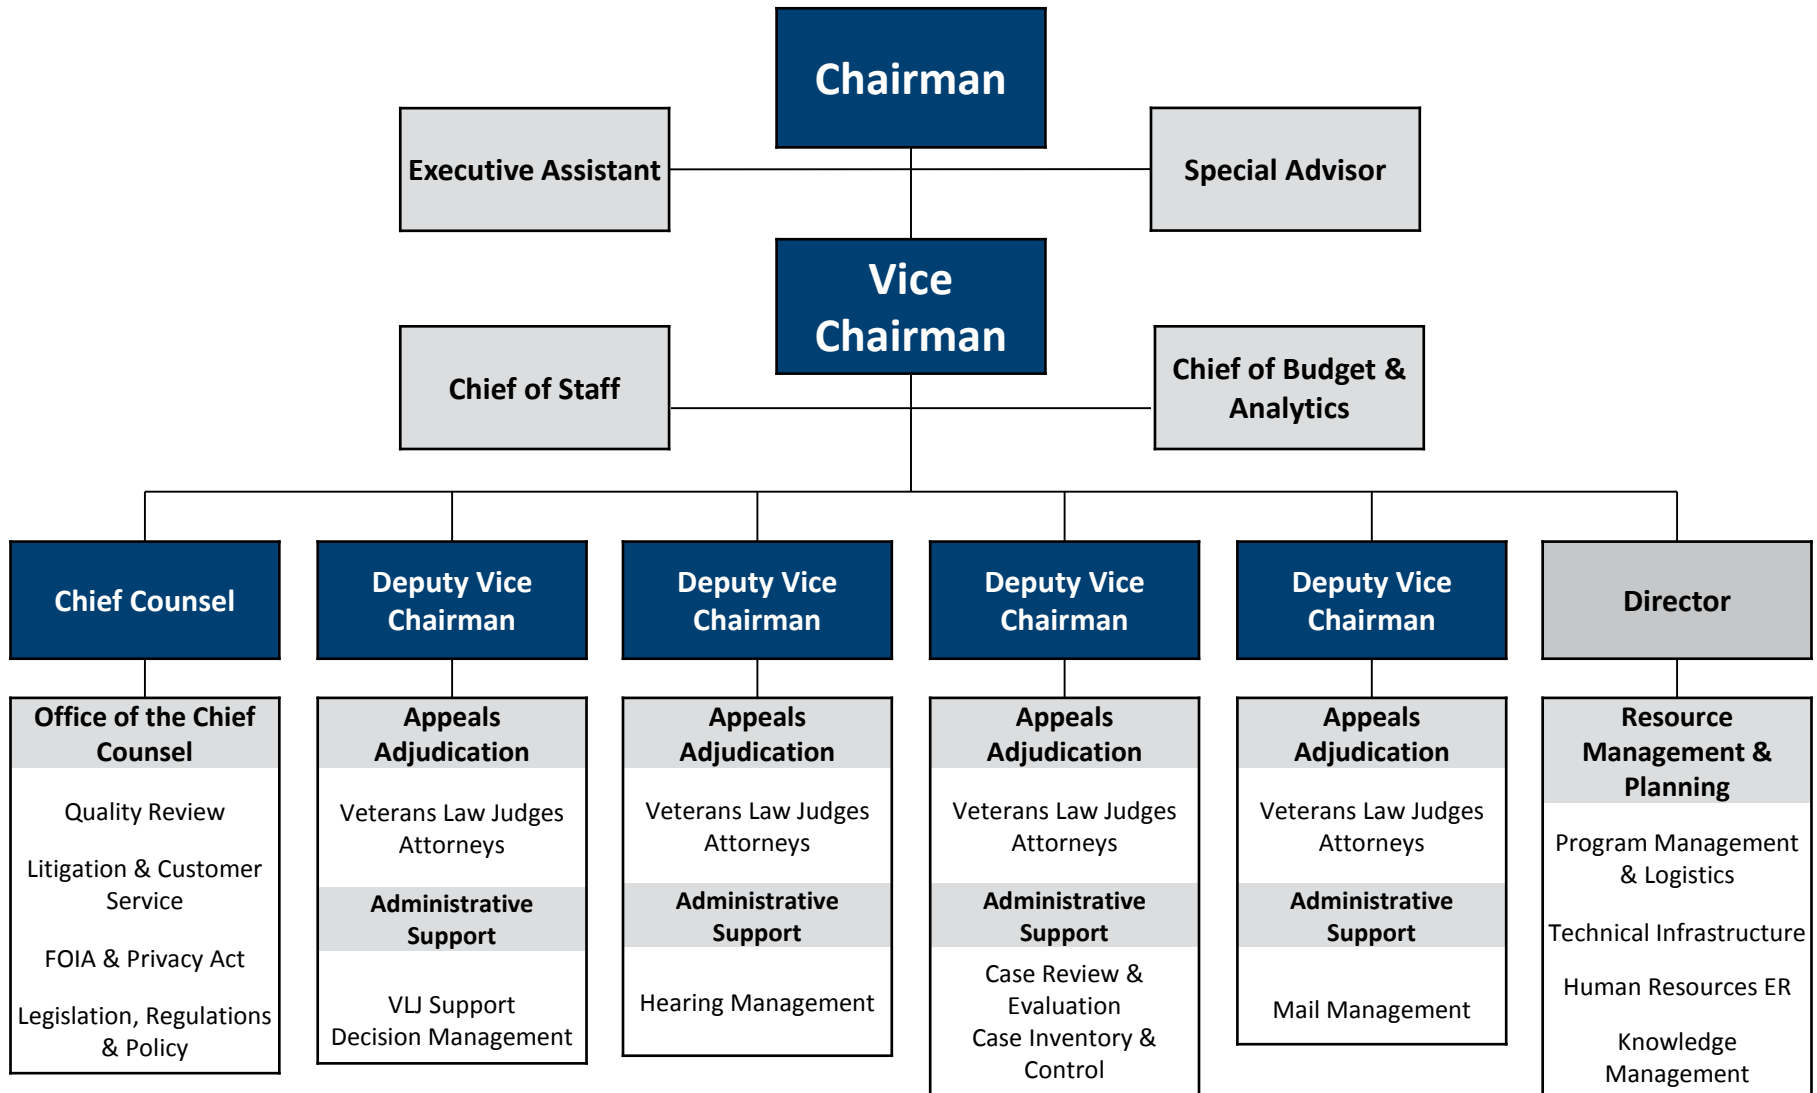 Chairman
Executive Assistant
Special Advisor
Vice
Chairman
Chief of Staff
Chief of Budget &
Analytics
Chief Counsel
Deputy Vice
Chairman
Deputy Vice
Chairman
Deputy Vice
Chairman
Deputy Vice
Chairman
Director
Office of the Chief
Counsel
Quality Review
Litigation & Customer
Service
FOIA & Privacy Act
Legislation, Regulations
& Policy
Appeals
Adjudication
Veterans Law Judges
Attorneys
Administrative
Support
VLJ Support
Decision Management
Appeals
Adjudication
Veterans Law Judges
Attorneys
Administrative
Support
Hearing Management
Appeals
Adjudication
Veterans Law Judges
Attorneys
Administrative
Support
Case Review &
Evaluation
Case Inventory &
Control
Appeals
Adjudication
Veterans Law Judges
Attorneys
Administrative
Support
Mail Management
Resource
Management &
Planning
Program Management
& Logistics
Technical Infrastructure
Human Resources ER
Knowledge
Management